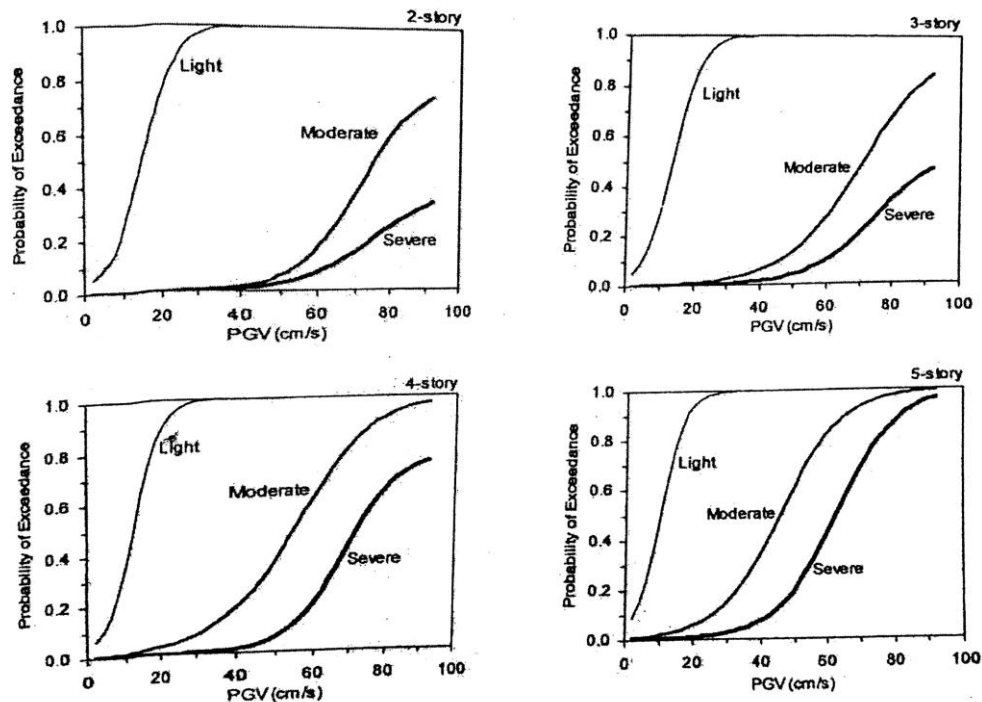 2-story
1.0
0.8
0.6
0.4
0.2
0.0
Probability of Exceedance
Light
Moderate
Severe
0
20
40
60
80
100
PGV (cm/s)
3-story
1.0
0.8
0.6
0.4
0.2
0.0
Probability of Exceedance
Light
Moderate
Severe
0
20
40
60
80
100
PGV (cm/s)
4-story
1.0
0.8
0.6
0.4
0.2
0.0
Probability of Exceedance
Light
Moderate
Severe
0
20
40
60
80
100
PGV (cm/s)
5-story
1.0
0.8
0.6
0.4
0.2
0.0
Probability of Exceedance
Light
Moderate
Severe
0
20
40
60
80
100
PGV (cm/s)